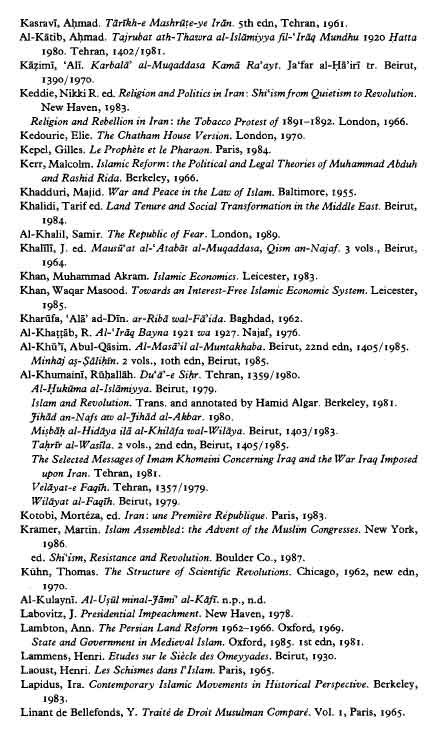 Kasravī, Aḥmad. Tārīkh-e Mashrūṭe-ye Irān. 5th edn, Tehran, 1961.
Al-Kātib, Aḥmad. Tajrubat ath-Thawra al-Islāmiyya fil-‘Irāq Mundhu 1920 Ḥatta
1980. Tehran, 1402/1981.
Kāẓimī, ‘Alī. Karbalā’ al-Muqaddasa Kamā Ra’ayt. Ja‘far al-Ḥā’irī tr. Beirut,
1390/1970.
Keddie, Nikki R. ed. Religion and Politics in Iran: Shi‘ism from Quietism to Revolution.
New Haven, 1983.
Religion and Rebellion in Iran: the Tobacco Protest of 1891–1892. London, 1966.
Kedourie, Elie. The Chatham House Version. London, 1970.
Kepel, Gilles. Le Prophète et le Pharaon. Paris, 1984.
Kerr, Malcolm. Islamic Reform: the Political and Legal Theories of Muhammad Abduh
and Rashid Rida. Berkeley, 1966.
Khadduri, Majid. War and Peace in the Law of Islam. Baltimore, 1955.
Khalidi, Tarif ed. Land Tenure and Social Transformation in the Middle East. Beirut,
1984.
Al-Khalil, Samir. The Republic of Fear. London, 1989.
Khalīlī, J. ed. Mausū‘at al-‘Atabāt al-Muqaddasa, Qism an-Najaf. 3 vols., Beirut,
1964.
Khan, Muhammad Akram. Islamic Economics. Leicester, 1983.
Khan, Waqar Masood. Towards an Interest-Free Islamic Economic System. Leicester,
1985.
Kharūfa, ‘Alā’ ad-Dīn. ar-Ribā wal-Fā’ida. Baghdad, 1962.
Al-Khaṭṭāb, R. Al-‘Irāq Bayna 1921 wa 1927. Najaf, 1976.
Al-Khū’ī, Abul-Qāsim. Al-Masā’il al-Muntakhaba. Beirut, 22nd edn, 1405/1985.
Minhāj aṣ-Ṣāliḥīn. 2 vols., 10th edn, Beirut, 1985.
Al-Khumainī, Rūḥallāh. Du‘ā’-e Siḥr. Tehran, 1359/1980.
Al-Ḥukūma al-Islāmiyya. Beirut, 1979.
Islam and Revolution. Trans. and annotated by Hamid Algar. Berkeley, 1981.
Jihād an-Nafs aw al-Jihād al-Akbar. 1980.
Miṣbāḥ al-Hidāya ilā al-Khilāfa wal-Wilāya. Beirut, 1403/1983.
Taḥrīr al-Wasīla. 2 vols., 2nd edn, Beirut, 1405/1985.
The Selected Messages of Imam Khomeini Concerning Iraq and the War Iraq Imposed
upon Iran. Tehran, 1981.
Velāyat-e Faqīh. Tehran, 1357/1979.
Wilāyat al-Faqīh. Beirut, 1979.
Kotobi, Mortéza, ed. Iran: une Première République. Paris, 1983.
Kramer, Martin. Islam Assembled: the Advent of the Muslim Congresses. New York,
1986.
ed. Shi‘ism, Resistance and Revolution. Boulder Co., 1987.
Kühn, Thomas. The Structure of Scientific Revolutions. Chicago, 1962, new edn,
1970.
Al-Kulaynī. Al-Uṣūl minal-Jāmi‘ al-Kāfī. n.p., n.d.
Labovitz, J. Presidential Impeachment. New Haven, 1978.
Lambton, Ann. The Persian Land Reform 1962–1966. Oxford, 1969.
State and Government in Medieval Islam. Oxford, 1985. 1st edn, 1981.
Lammens, Henri. Etudes sur le Siècle des Omeyyades. Beirut, 1930.
Laoust, Henri. Les Schismes dans l’Islam. Paris, 1965.
Lapidus, Ira. Contemporary Islamic Movements in Historical Perspective. Berkeley,
1983.
Linant de Bellefonds, Y. Traité de Droit Musulman Comparé. Vol. 1, Paris, 1965.